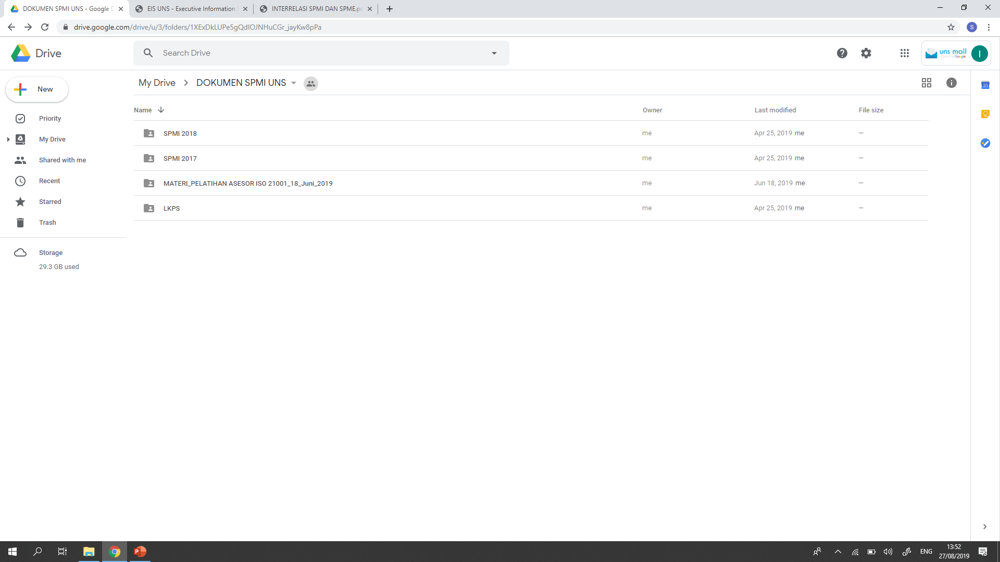 DOKUMEN SPMI UNS - Google
EIS UNS - Executive Information
INTERRELASI SPMI DAN SPME.pd
drive.google.com/drive/u/3/folders/1XExDkLUPe5gQdIOJNHuCGr_jayKw8pPa
S
Drive
Search Drive
uns mail
Google
I
New
My Drive
DOKUMEN SPMI UNS
31
Name
Owner
Last modified
File size
Priority
SPMI 2018
me
Apr 25, 2019 me
—
My Drive
SPMI 2017
me
Apr 25, 2019 me
—
Shared with me
Recent
MATERI_PELATIHAN ASESOR ISO 21001_18_Juni_2019
me
Jun 18, 2019 me
—
Starred
LKPS
me
Apr 25, 2019 me
—
Trash
Storage
29.3 GB used
P
ENG
13:52
27/08/2019